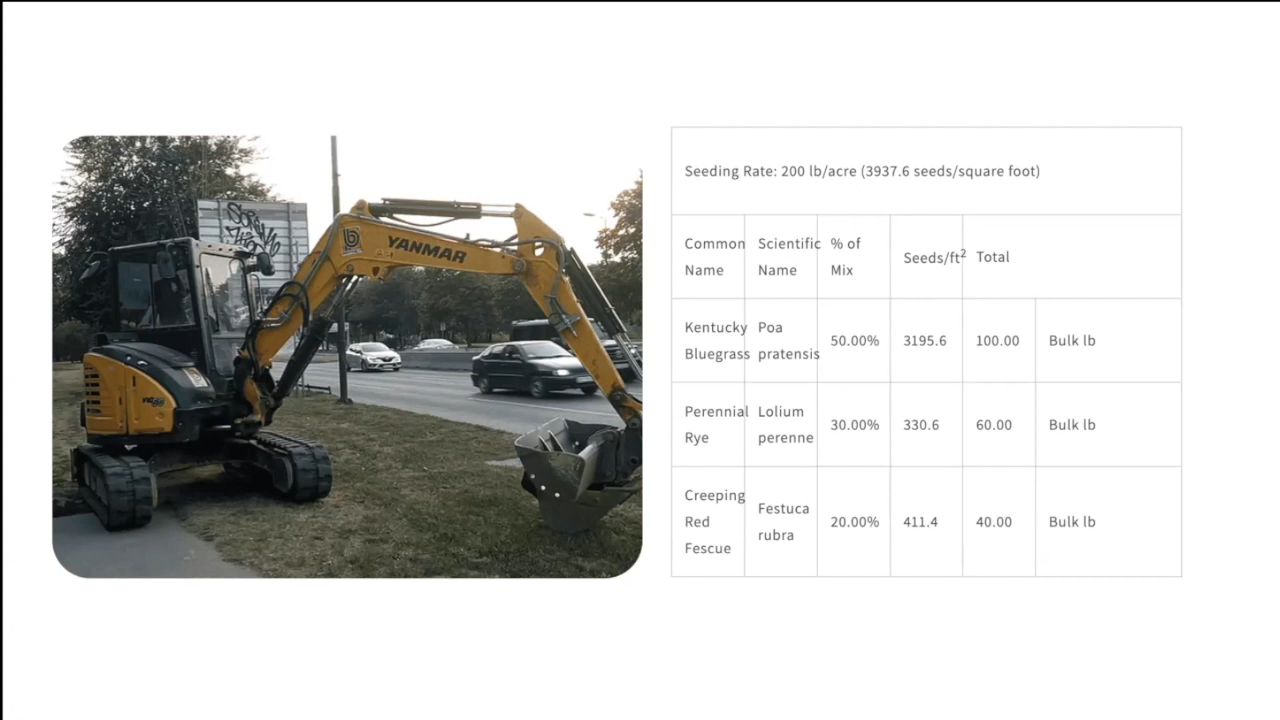 YANMAR
Seeding Rate: 200 lb/acre (3937.6 seeds/square foot)
Common Name
Scientific Name
% of Mix
Seeds/ft²
Total
Kentucky Bluegrass
Poa pratensis
50.00%
3195.6
100.00
Bulk lb
Perennial Rye
Lolium perenne
30.00%
330.6
60.00
Bulk lb
Creeping Red Fescue
Festuca rubra
20.00%
411.4
40.00
Bulk lb